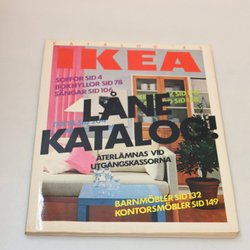 IKEA
SOFFOR SID 4
BOKHYLLOR SID 78
SÄNGAR SID 106
LÅNE
KATALOG!
ÅTERLÄMNAS VID
UTGÅNGSKASSORNA
BARNMÖBLER SID 132
KONTORSMÖBLER SID 149